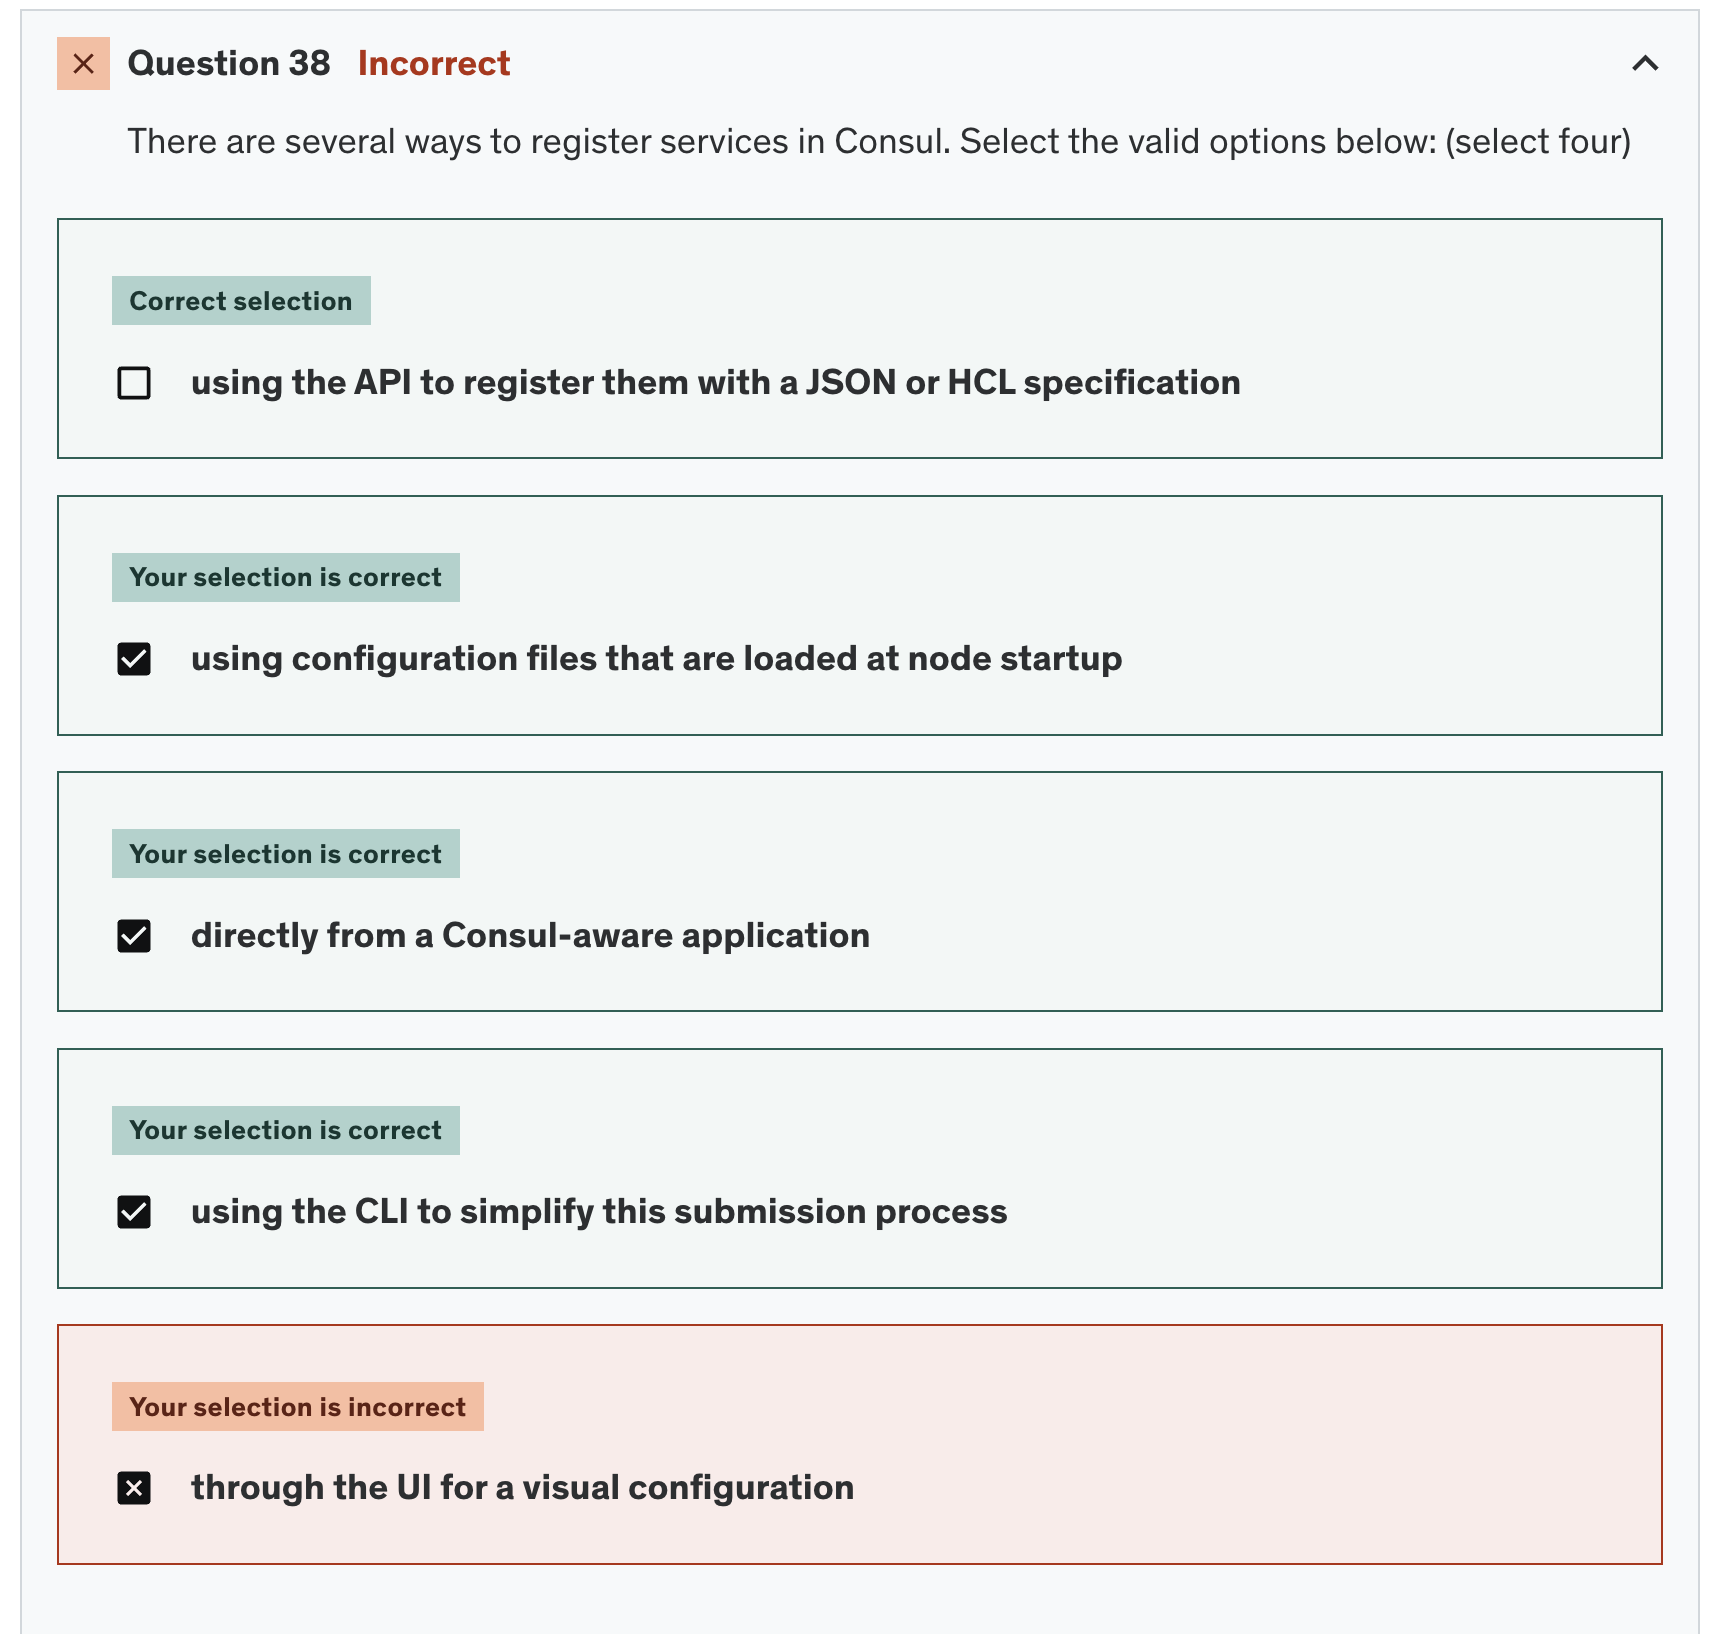 Question 38 Incorrect
There are several ways to register services in Consul. Select the valid options below: (select four)
Correct selection
using the API to register them with a JSON or HCL specification
Your selection is correct
using configuration files that are loaded at node startup
Your selection is correct
directly from a Consul-aware application
Your selection is correct
using the CLI to simplify this submission process
Your selection is incorrect
through the UI for a visual configuration